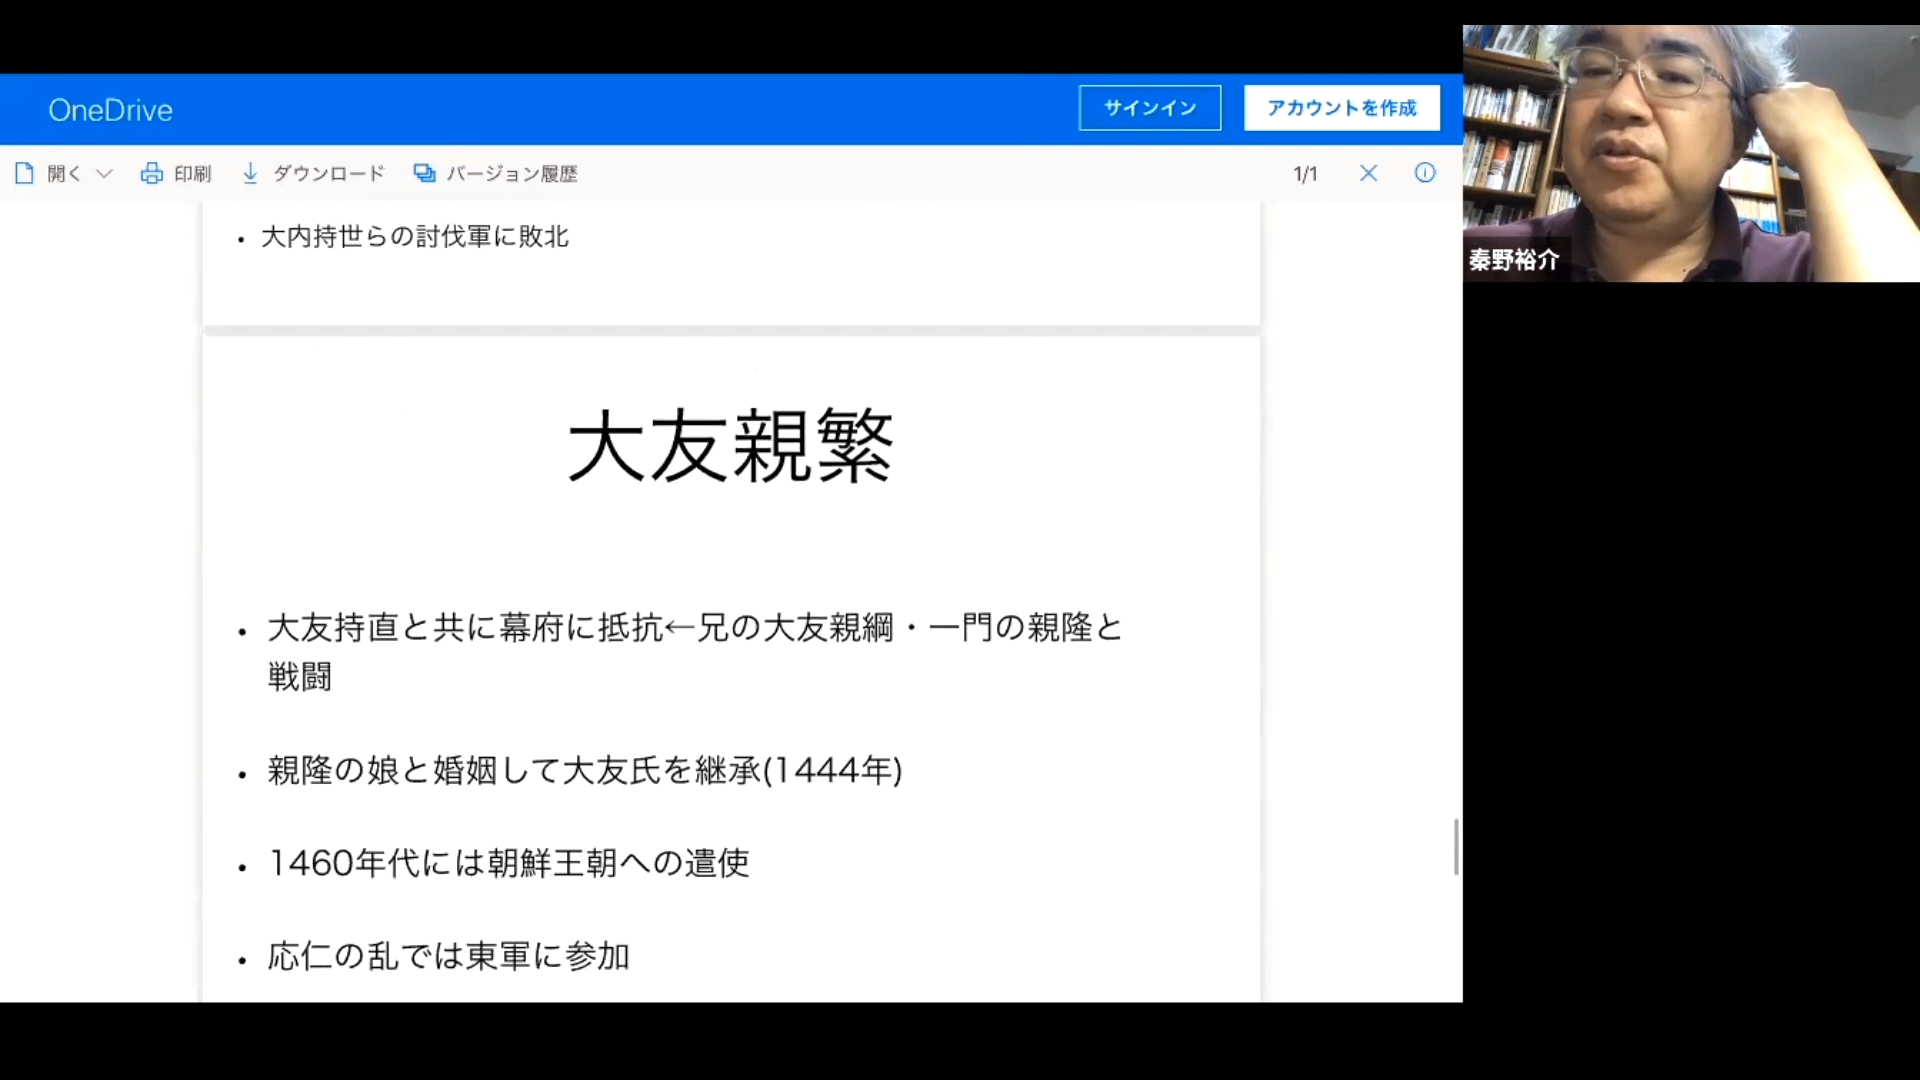 OneDrive
サインイン
アカウントを作成
開く
印刷
ダウンロード
バージョン履歴
1/1
秦野裕介
• 大内持世らの討伐軍に敗北
大友親繁
• 大友持直と共に幕府に抵抗←兄の大友親綱・一門の親隆と
戦闘
• 親隆の娘と婚姻して大友氏を継承(1444年)
• 1460年代には朝鮮王朝への遣使
• 応仁の乱では東軍に参加